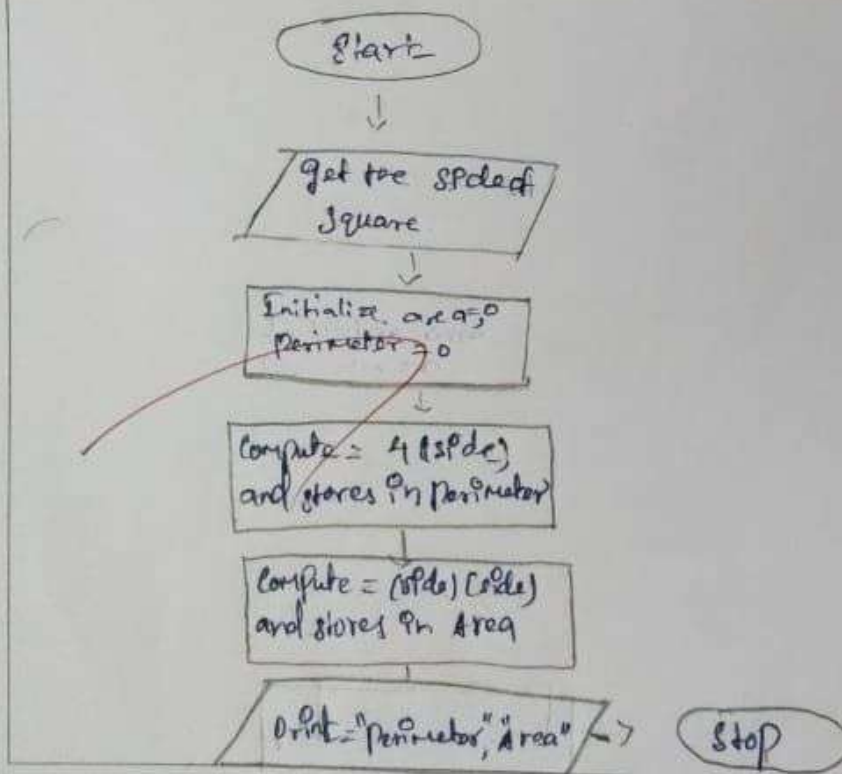 Start
Get the side of
Square
Initialize area=0,
perimeter=0
Compute = 4(side)
and stores in perimeter
Compute = (side)(side)
and stores in Area
Print="Perimeter","Area"
Stop